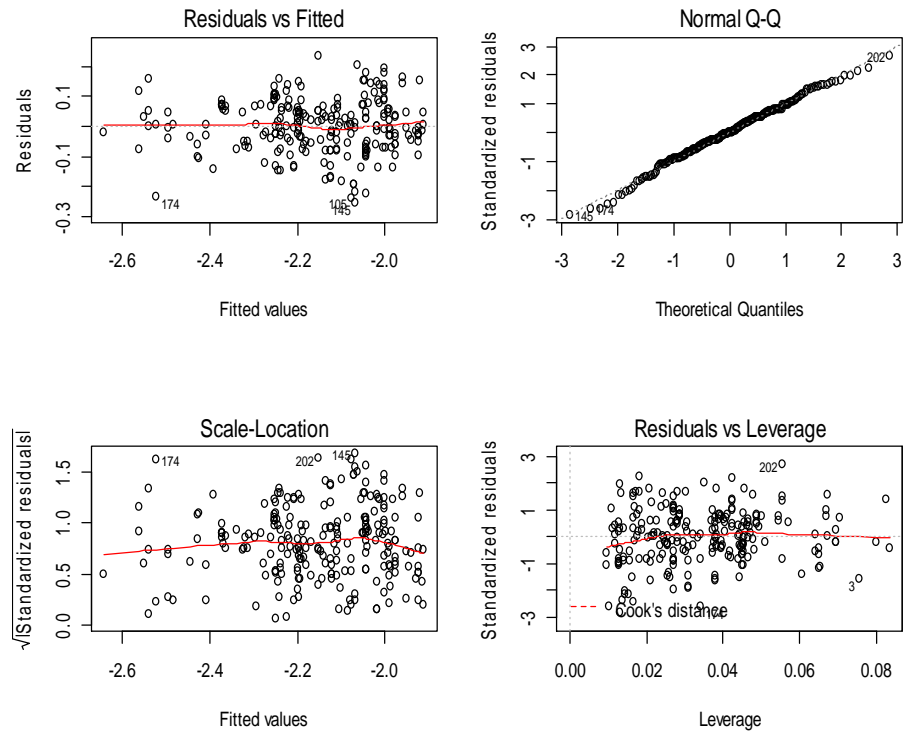 Residuals vs Fitted
Residuals
0.1
-0.1
-0.3
174
105
145
-2.6 -2.4 -2.2 -2.0
Fitted values
Normal Q-Q
Standardized residuals
3
2
1
-1
-3
202
145 174
-3 -2 -1 0 1 2 3
Theoretical Quantiles
Scale-Location
√|Standardized residuals|
1.5
1.0
0.5
0.0
174
202
145
-2.6 -2.4 -2.2 -2.0
Fitted values
Residuals vs Leverage
Standardized residuals
3
1
-1
-3
202
3
174
Cook's distance
0.00 0.02 0.04 0.06 0.08
Leverage